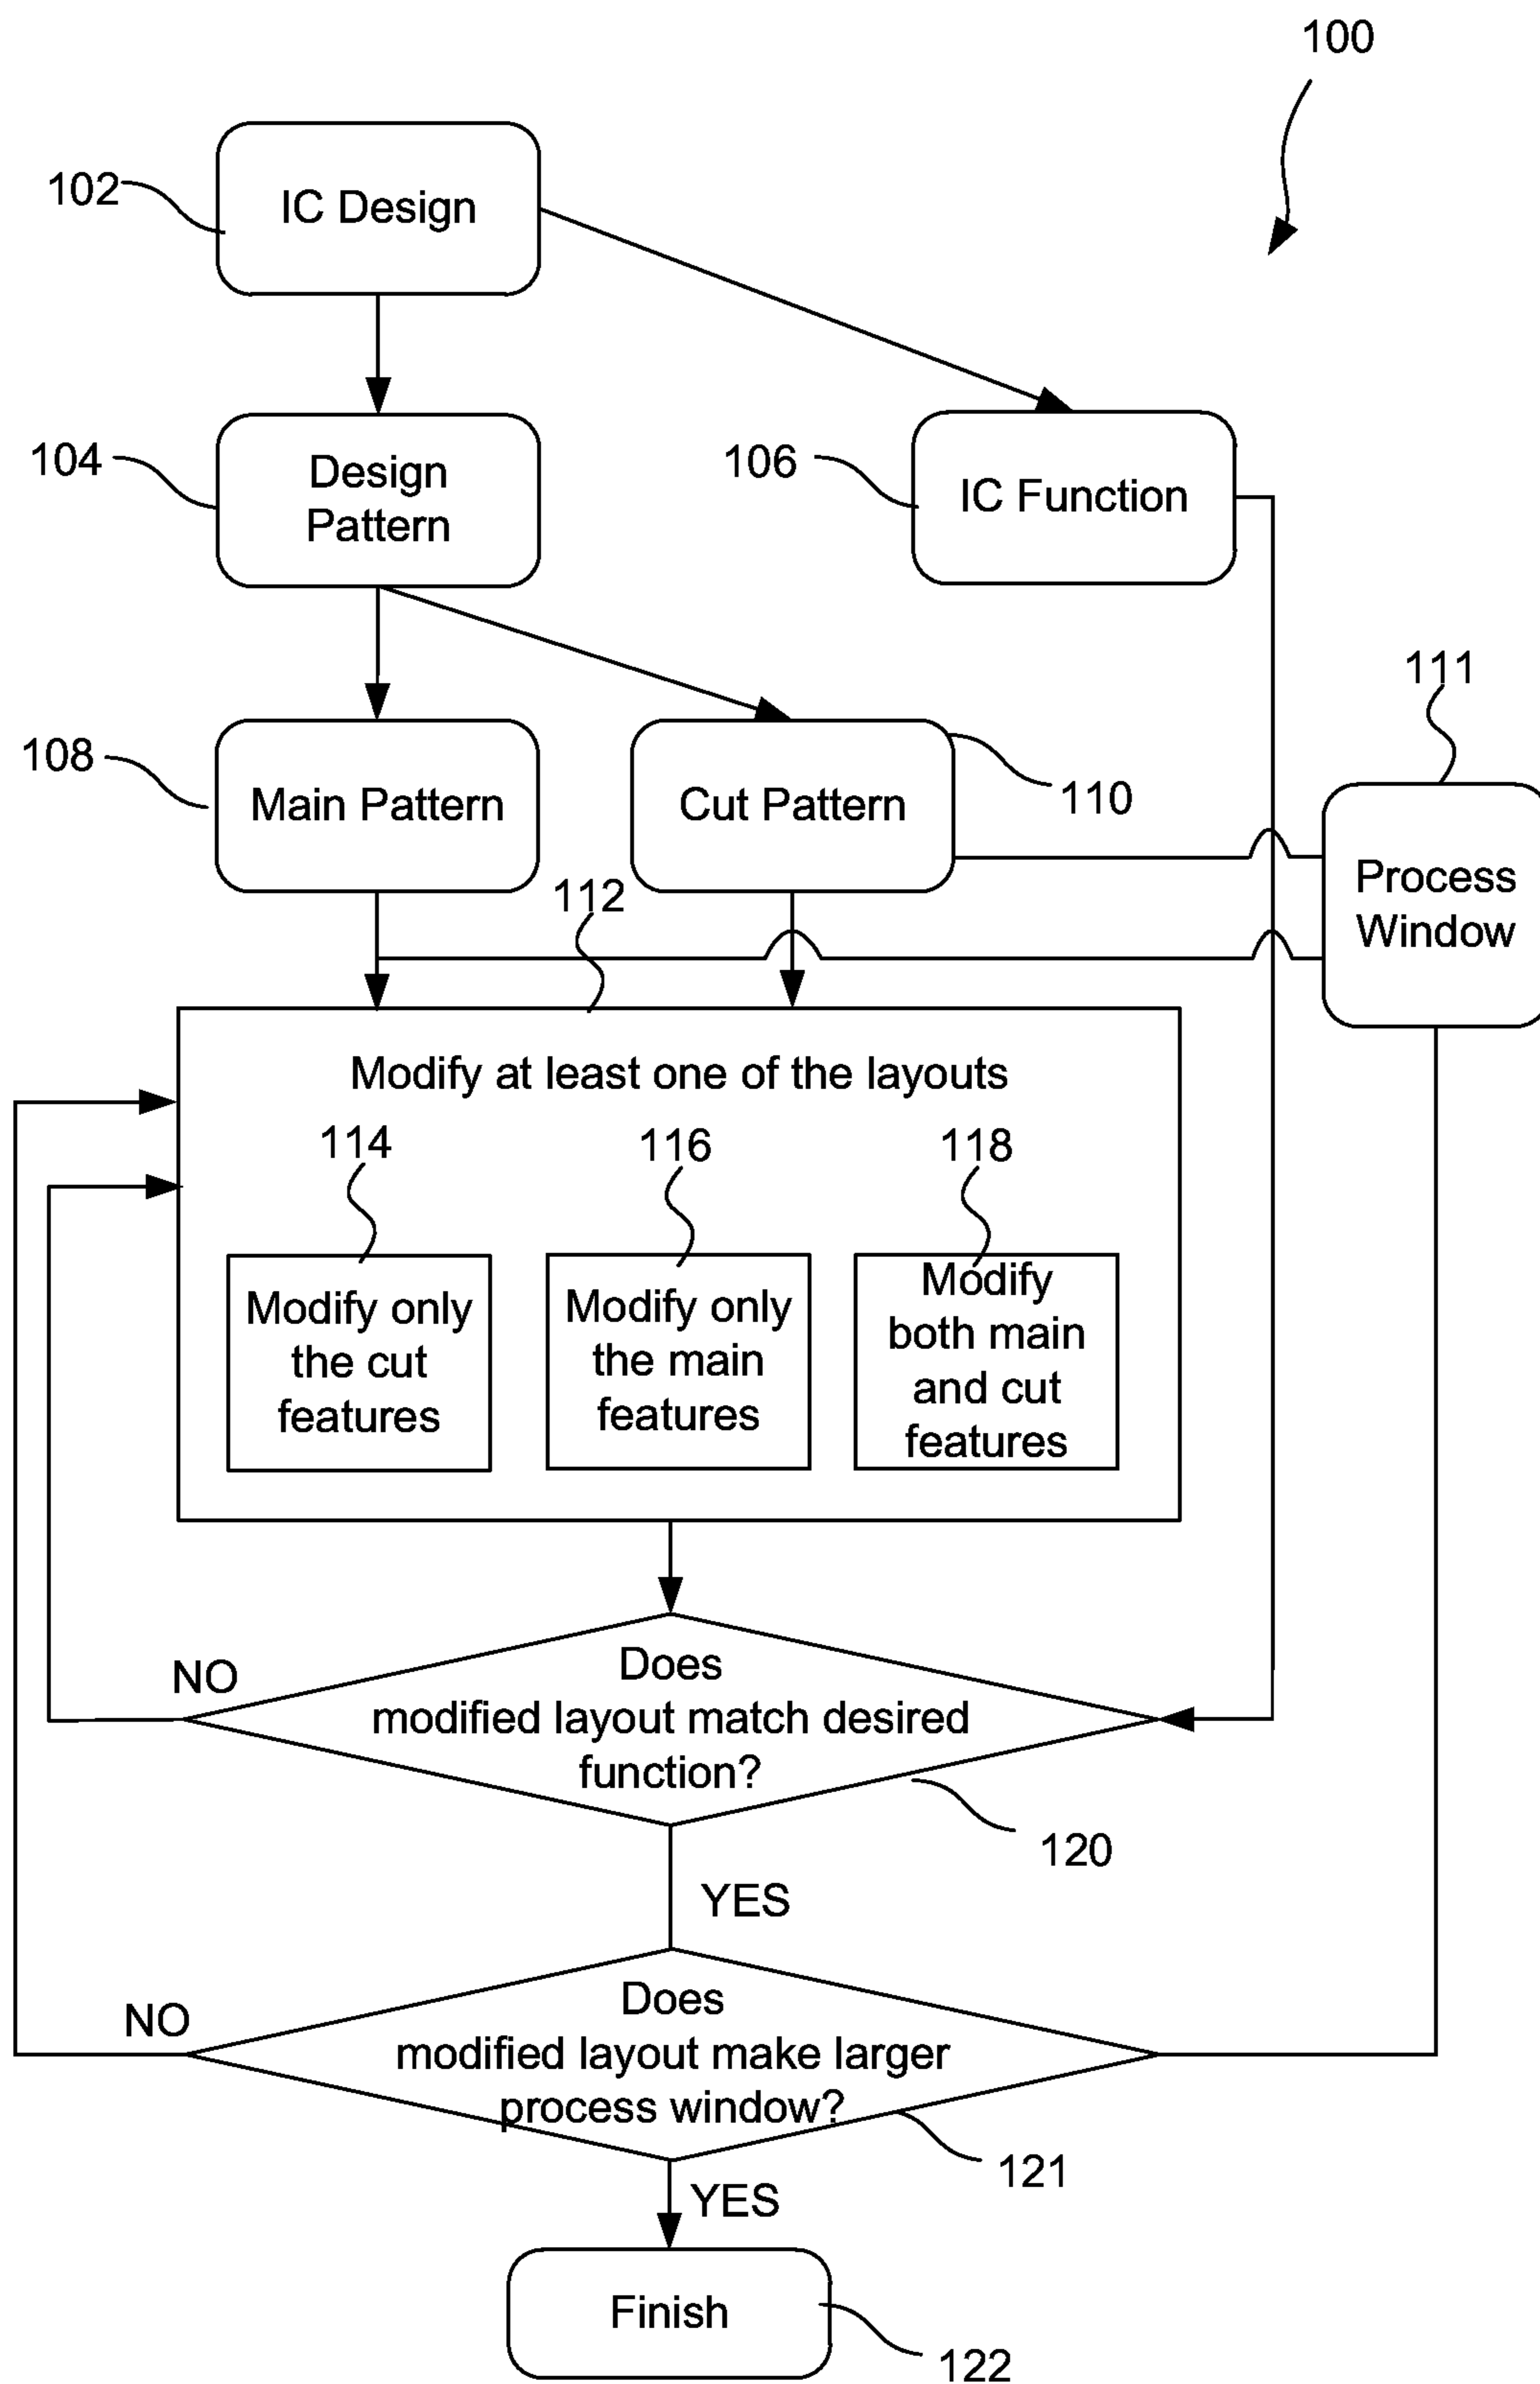 100
102
IC Design
104
Design
Pattern
106
IC Function
111
108
Main Pattern
Cut Pattern
110
Process
Window
112
Modify at least one of the layouts
114
116
118
Modify only
the cut
features
Modify only
the main
features
Modify
both main
and cut
features
NO
Does
modified layout match desired
function?
120
YES
NO
Does
modified layout make larger
process window?
121
YES
Finish
122